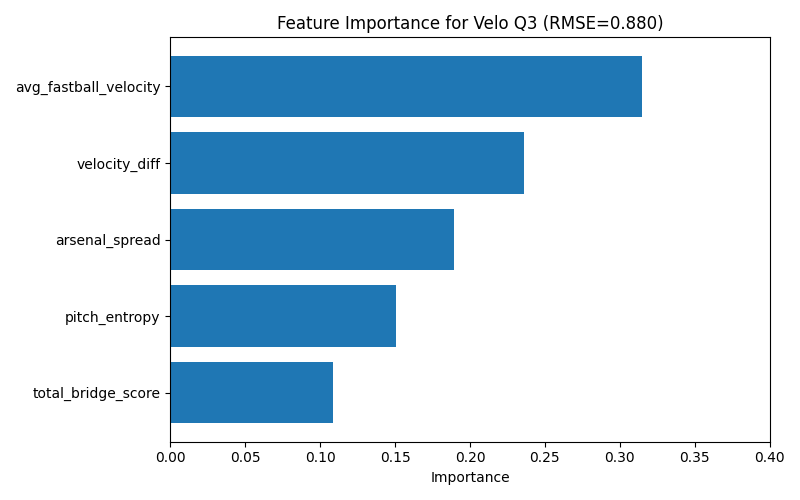 Feature Importance for Velo Q3 (RMSE=0.880)
avg_fastball_velocity
velocity_diff
arsenal_spread
pitch_entropy
total_bridge_score
0.00 0.05 0.10 0.15 0.20 0.25 0.30 0.35 0.40
Importance